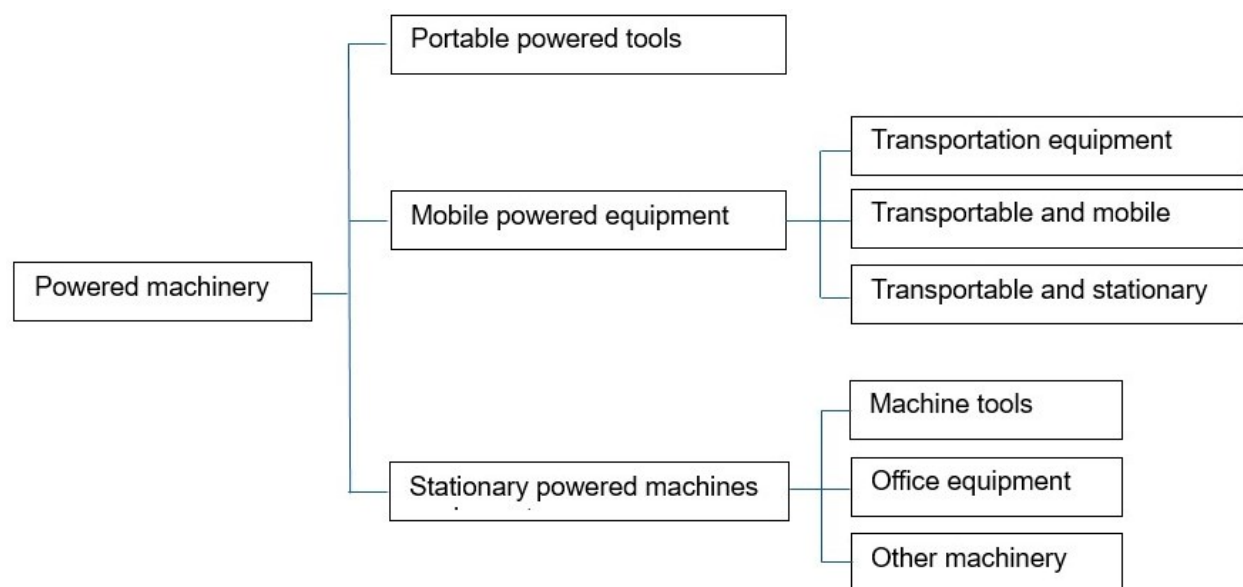 Portable powered tools
Transportation equipment
Mobile powered equipment
Transportable and mobile
Powered machinery
Transportable and stationary
Machine tools
Stationary powered machines
Office equipment
Other machinery